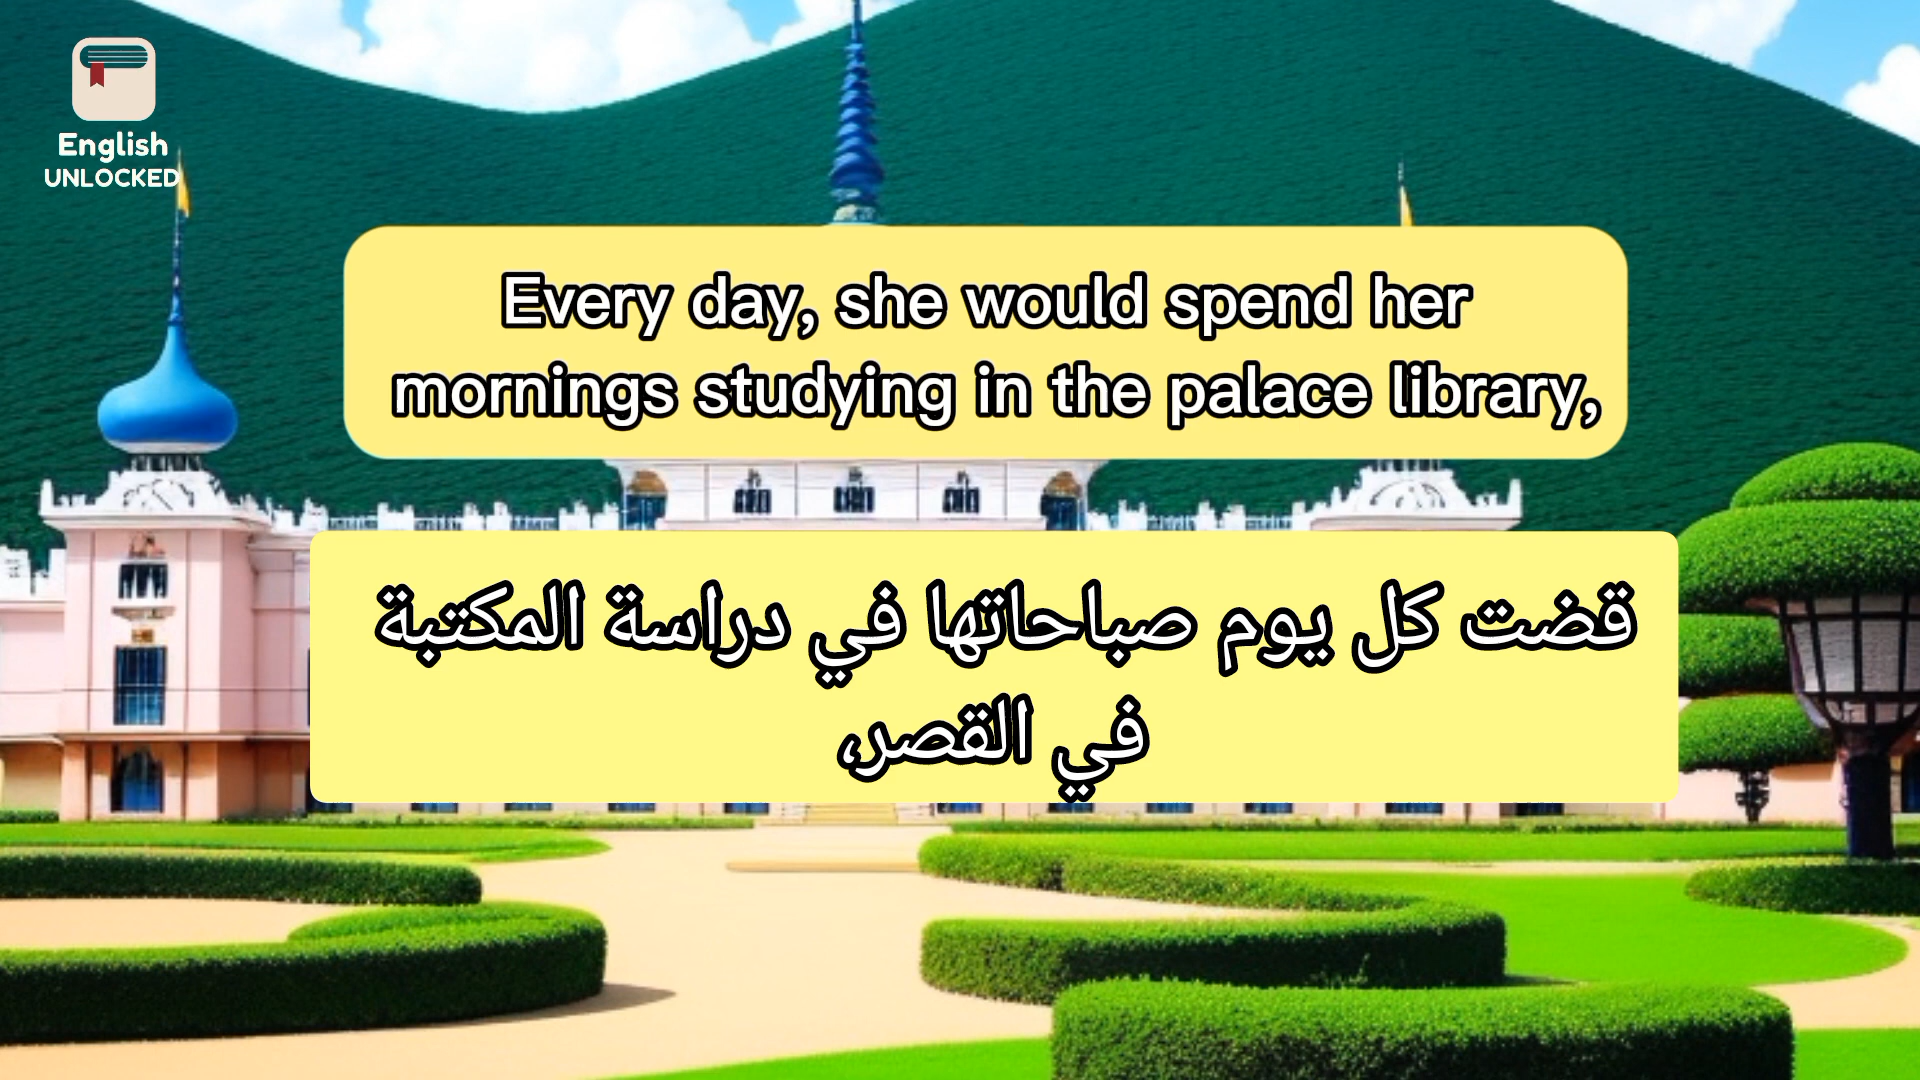 English
UNLOCKED
Every day, she would spend her
mornings studying in the palace library,
قضت كل يوم صباحاتها في دراسة المكتبة
في القصر،